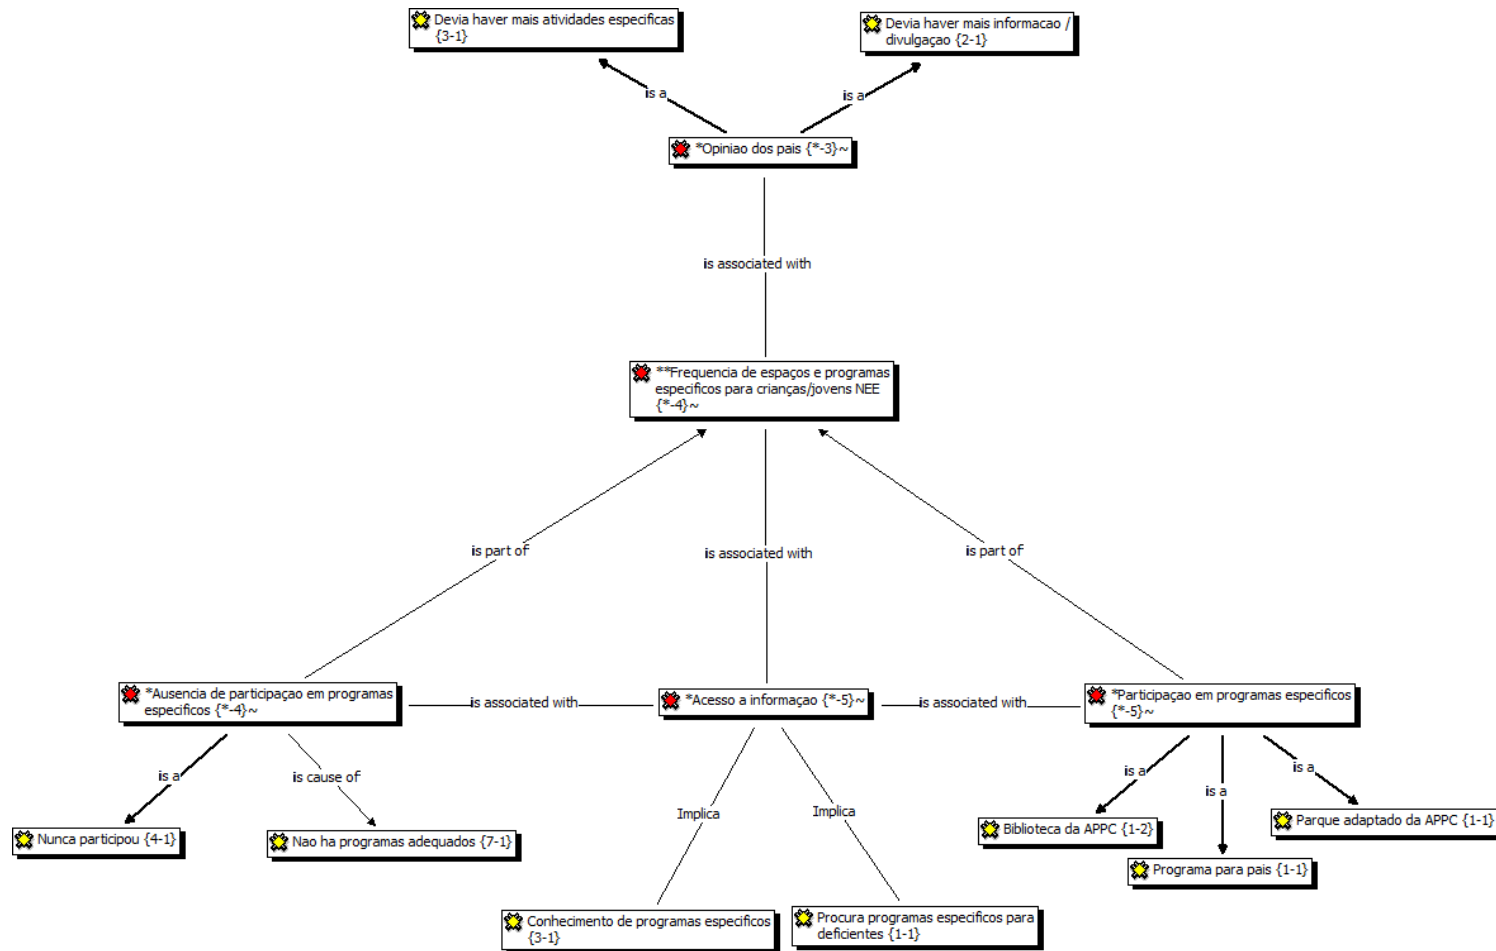 Devia haver mais atividades especificas
{3-1}
Devia haver mais informacao /
divulgaçao {2-1}
is a
is a
*Opiniao dos pais {*-3}~
is associated with
**Frequência de espaços e programas
especificos para crianças/jovens NEE
{*-4}~
is part of
is associated with
is part of
*Ausencia de participaçao em programas
especificos {*-4}~
is associated with
*Acesso a informaçao {*-5}~
is associated with
*Participaçao em programas especificos
{*-5}~
is a
is cause of
is a
is a
is a
Implica
Implica
Nunca participou {4-1}
Nao ha programas adequados {7-1}
Biblioteca da APPC {1-2}
Parque adaptado da APPC {1-1}
Programa para pais {1-1}
Conhecimento de programas especificos
{3-1}
Procura programas especificos para
deficientes {1-1}